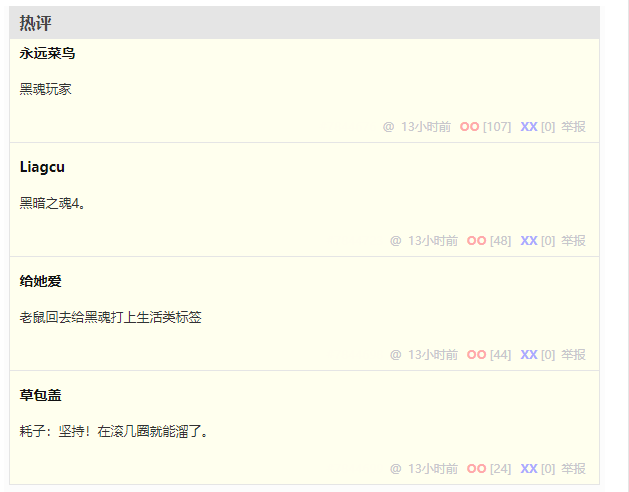 热评
永远菜鸟
黑魂玩家
@ 13小时前 OO [107] XX [0] 举报
Liagcu
黑暗之魂4。
@ 13小时前 OO [48] XX [0] 举报
给她爱
老鼠回去给黑魂打上生活类标签
@ 13小时前 OO [44] XX [0] 举报
草包盖
耗子：坚持！在滚几圈就能溜了。
@ 13小时前 OO [24] XX [0] 举报